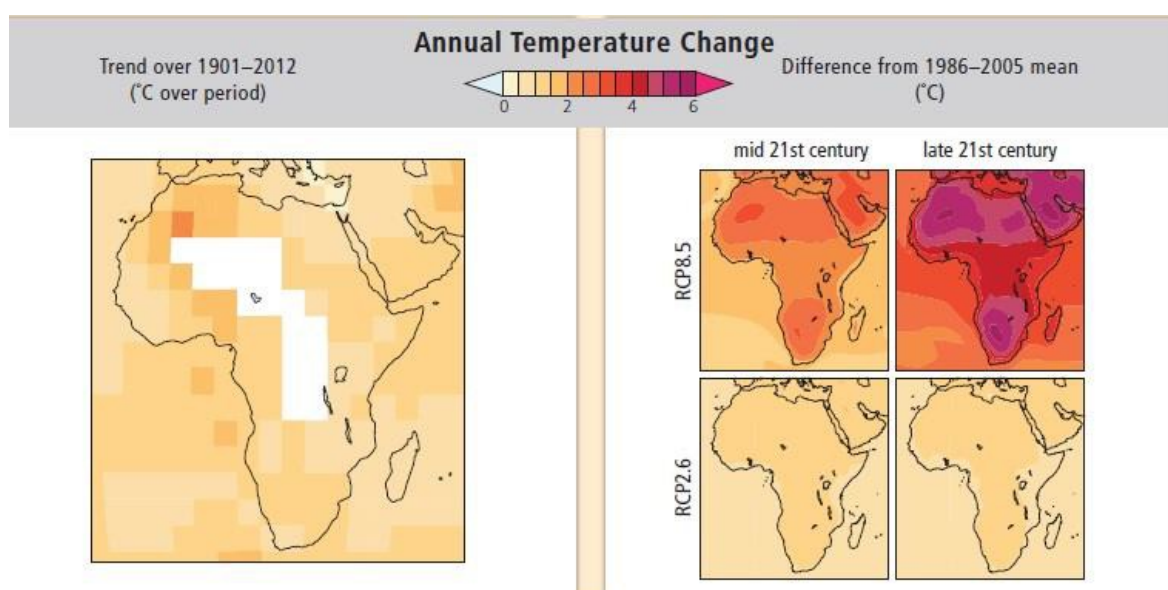 Annual Temperature Change
Trend over 1901–2012
(˚C over period)
0 2 4 6
Difference from 1986–2005 mean
(˚C)
mid 21st century
late 21st century
RCP8.5
RCP2.6